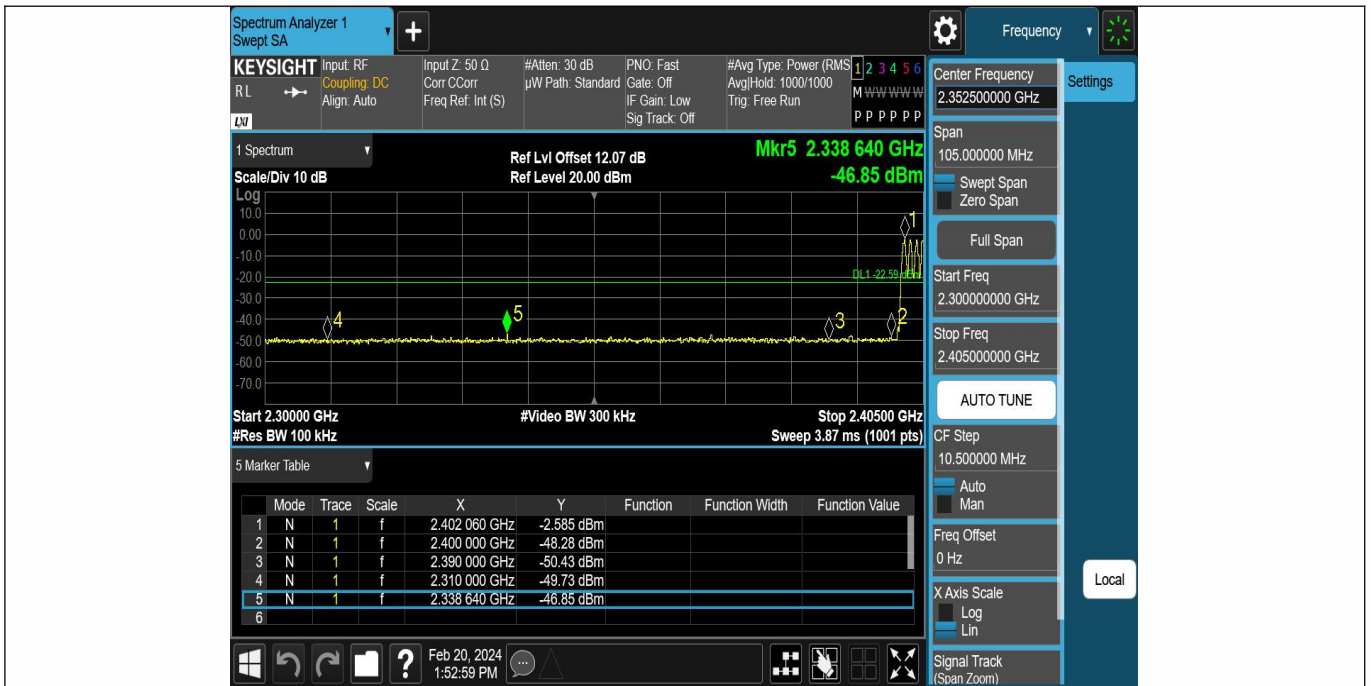 Spectrum Analyzer 1
Swept SA
+
Frequency
KEYSIGHT
RL
LXI
Input: RF
Coupling: DC
Align: Auto
Input Z: 50 Ω
Corr CCorr
Freq Ref: Int (S)
#Atten: 30 dB
µW Path: Standard
PNO: Fast
Gate: Off
IF Gain: Low
Sig Track: Off
#Avg Type: Power (RMS
Avg|Hold: 1000/1000
Trig: Free Run
1 2 3 4 5 6
M W W W W W
P P P P P P
1 Spectrum
Scale/Div 10 dB
Ref Lvl Offset 12.07 dB
Ref Level 20.00 dBm
Mkr5 2.338 640 GHz
-46.85 dBm
Log
10.0
0.00
-10.0
-20.0
-30.0
-40.0
-50.0
-60.0
-70.0
1
DL1 -22.59 dBm
4
5
3
2
Start 2.30000 GHz
#Video BW 300 kHz
Stop 2.40500 GHz
#Res BW 100 kHz
Sweep 3.87 ms (1001 pts)
5 Marker Table
Mode Trace Scale X Y Function Function Width Function Value
1 N 1 f 2.402 060 GHz -2.585 dBm
2 N 1 f 2.400 000 GHz -48.28 dBm
3 N 1 f 2.390 000 GHz -50.43 dBm
4 N 1 f 2.310 000 GHz -49.73 dBm
5 N 1 f 2.338 640 GHz -46.85 dBm
6
?
Feb 20, 2024
1:52:59 PM
Center Frequency
2.352500000 GHz
Span
105.000000 MHz
Swept Span
Zero Span
Full Span
Start Freq
2.300000000 GHz
Stop Freq
2.405000000 GHz
AUTO TUNE
CF Step
10.500000 MHz
Auto
Man
Freq Offset
0 Hz
X Axis Scale
Log
Lin
Signal Track
(Span Zoom)
Settings
Local